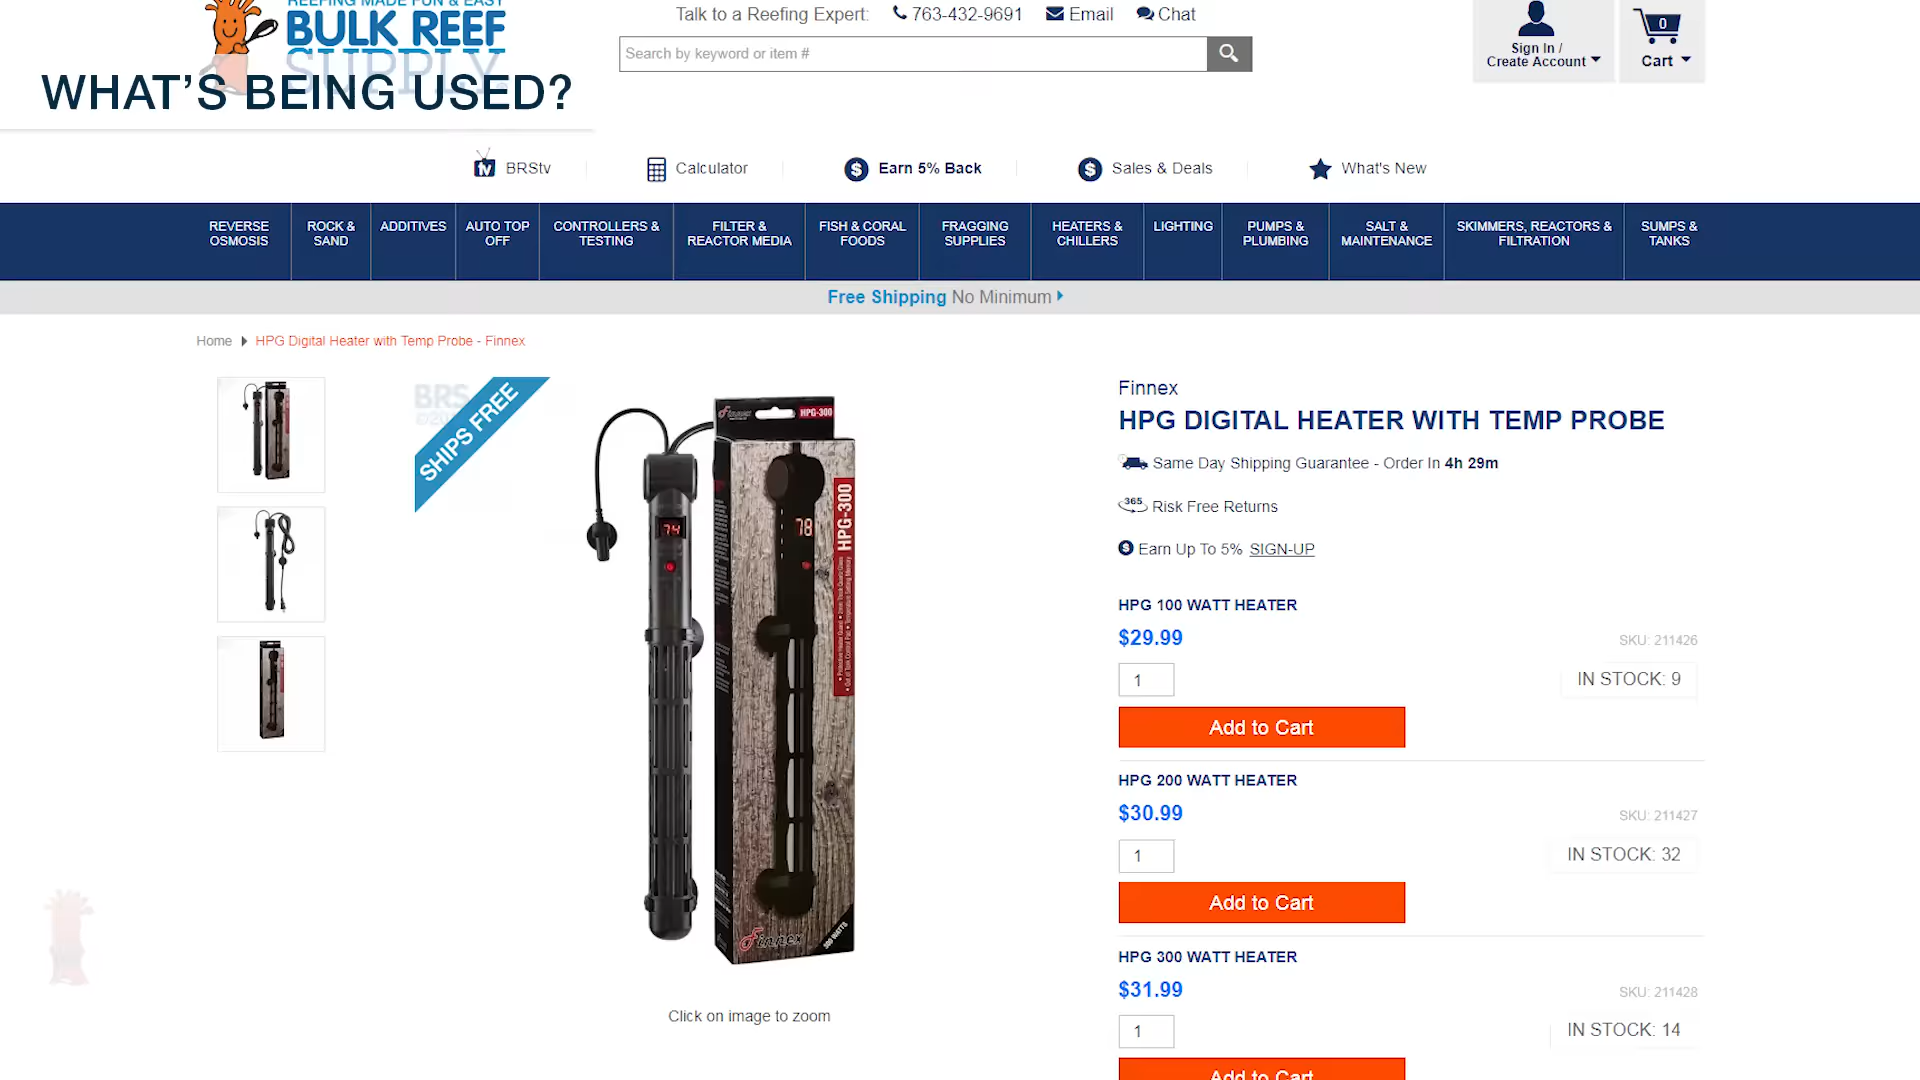 REEFING MADE FUN & EASY
BULK REEF
SUPPLY
WHAT'S BEING USED?
Talk to a Reefing Expert: 763-432-9691 Email Chat
Search by keyword or item #
Sign In /
Create Account
0
Cart
BRStv
Calculator
Earn 5% Back
Sales & Deals
What's New
REVERSE
OSMOSIS
ROCK &
SAND
ADDITIVES
AUTO TOP
OFF
CONTROLLERS &
TESTING
FILTER &
REACTOR MEDIA
FISH & CORAL
FOODS
FRAGGING
SUPPLIES
HEATERS &
CHILLERS
LIGHTING
PUMPS &
PLUMBING
SALT &
MAINTENANCE
SKIMMERS, REACTORS &
FILTRATION
SUMPS &
TANKS
Free Shipping No Minimum
Home HPG Digital Heater with Temp Probe - Finnex
BRS
SHIPS FREE
Finnex HPG-300
74
78
HPG-300
Finnex
300 WATTS
Click on image to zoom
Finnex
HPG DIGITAL HEATER WITH TEMP PROBE
Same Day Shipping Guarantee - Order In 4h 29m
365 Risk Free Returns
Earn Up To 5% SIGN-UP
HPG 100 WATT HEATER
$29.99
SKU: 211426
1
IN STOCK: 9
Add to Cart
HPG 200 WATT HEATER
$30.99
SKU: 211427
1
IN STOCK: 32
Add to Cart
HPG 300 WATT HEATER
$31.99
SKU: 211428
1
IN STOCK: 14
Add to Cart